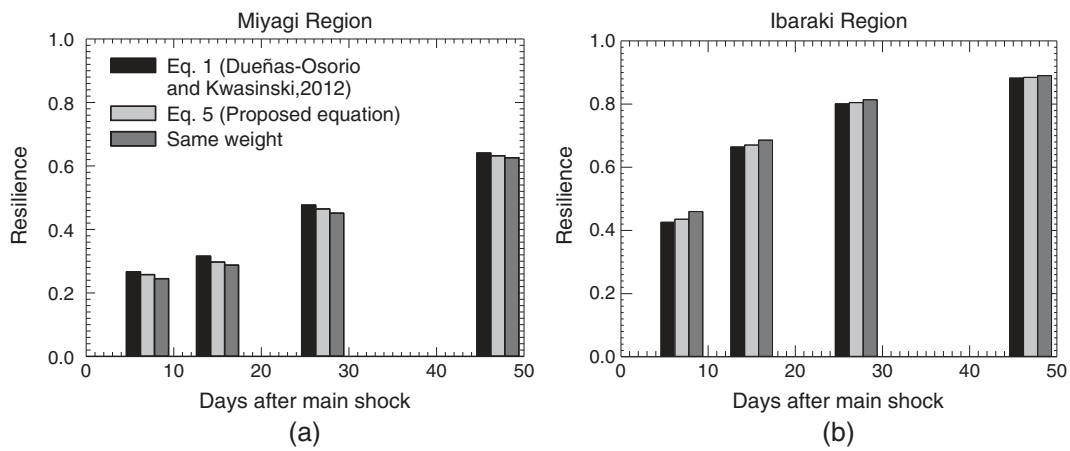 Miyagi Region
1.0
0.8
0.6
0.4
0.2
0.0
Resilience
Eq. 1 (Dueñas-Osorio
and Kwasinski,2012)
Eq. 5 (Proposed equation)
Same weight
0 10 20 30 40 50
Days after main shock
(a)
Ibaraki Region
1.0
0.8
0.6
0.4
0.2
0.0
Resilience
0 10 20 30 40 50
Days after main shock
(b)